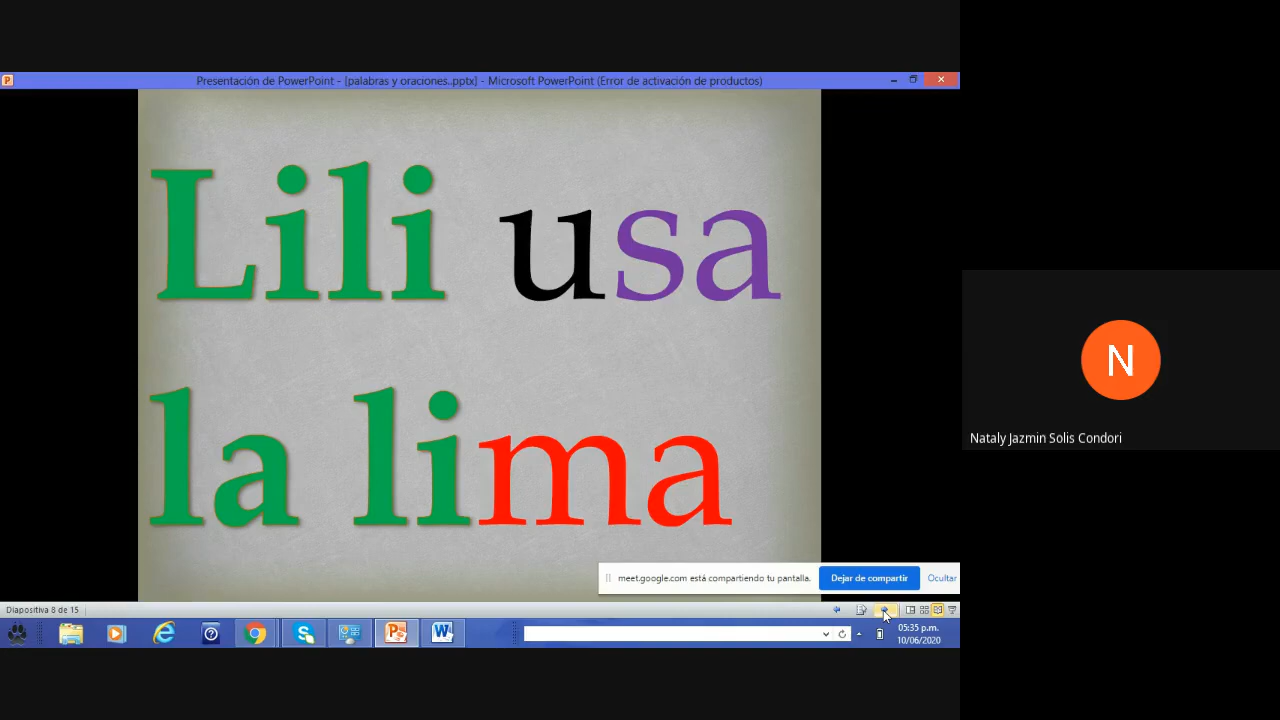 Presentación de PowerPoint - [palabras y oraciones..pptx] - Microsoft PowerPoint (Error de activación de productos)
Lili usa
la lima
N
Nataly Jazmin Solis Condori
meet.google.com está compartiendo tu pantalla.
Dejar de compartir
Ocultar
Diapositiva 8 de 15
05:35 p.m.
10/06/2020